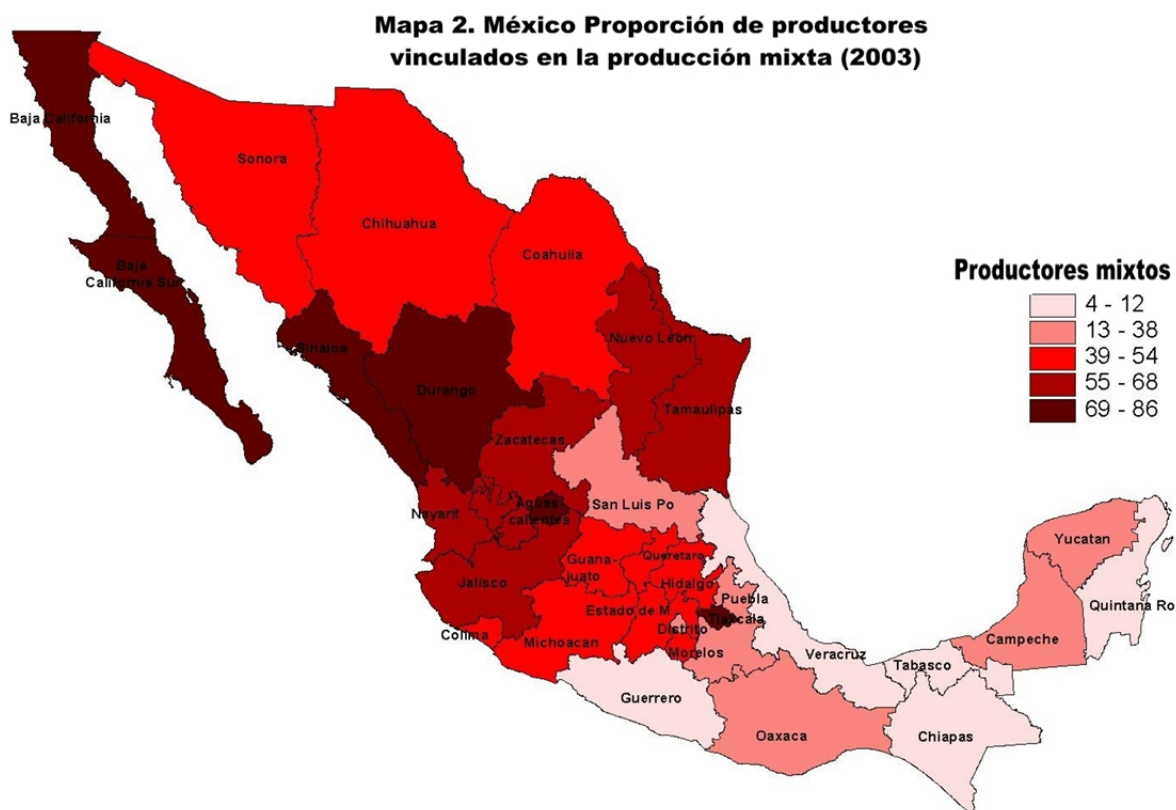 Mapa 2. México Proporción de productores
vinculados en la producción mixta (2003)
Baja California
Sonora
Chihuahua
Coahuila
Baja
California Sur
Productores mixtos
4 - 12
13 - 38
39 - 54
55 - 68
69 - 86
Nuevo León
Sinaloa
Durango
Tamaulipas
Zacatecas
Nayarit
Aguas-
calientes
San Luis Po
Yucatan
Guana-
juato
Queretaro
Jalisco
Hidalgo
Puebla
Quintana Ro
Estado de M
Tlaxcala
Colima
Michoacan
Distrito
Campeche
Morelos
Veracruz
Tabasco
Guerrero
Oaxaca
Chiapas